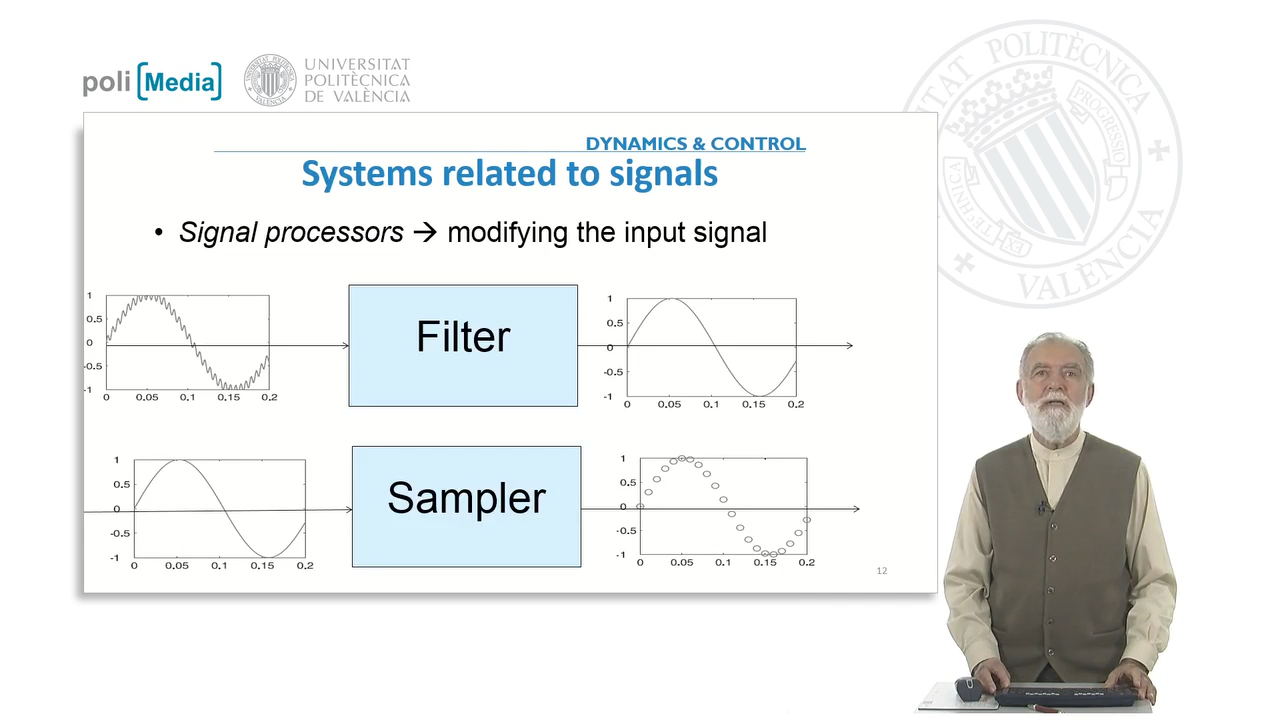 poli [Media]
UNIVERSITAT
POLITÈCNICA
DE VALÈNCIA
POLITÈCNICA
PROGRESSIO
VALÈNCIA
DYNAMICS & CONTROL
Systems related to signals
• Signal processors → modifying the input signal
1
0.5
0
-0.5
-1
0 0.05 0.1 0.15 0.2
Filter
1
0.5
0
-0.5
-1
0 0.05 0.1 0.15 0.2
1
0.5
0
-0.5
-1
0 0.05 0.1 0.15 0.2
Sampler
1
0.5
0
-0.5
-1
0 0.05 0.1 0.15 0.2
12